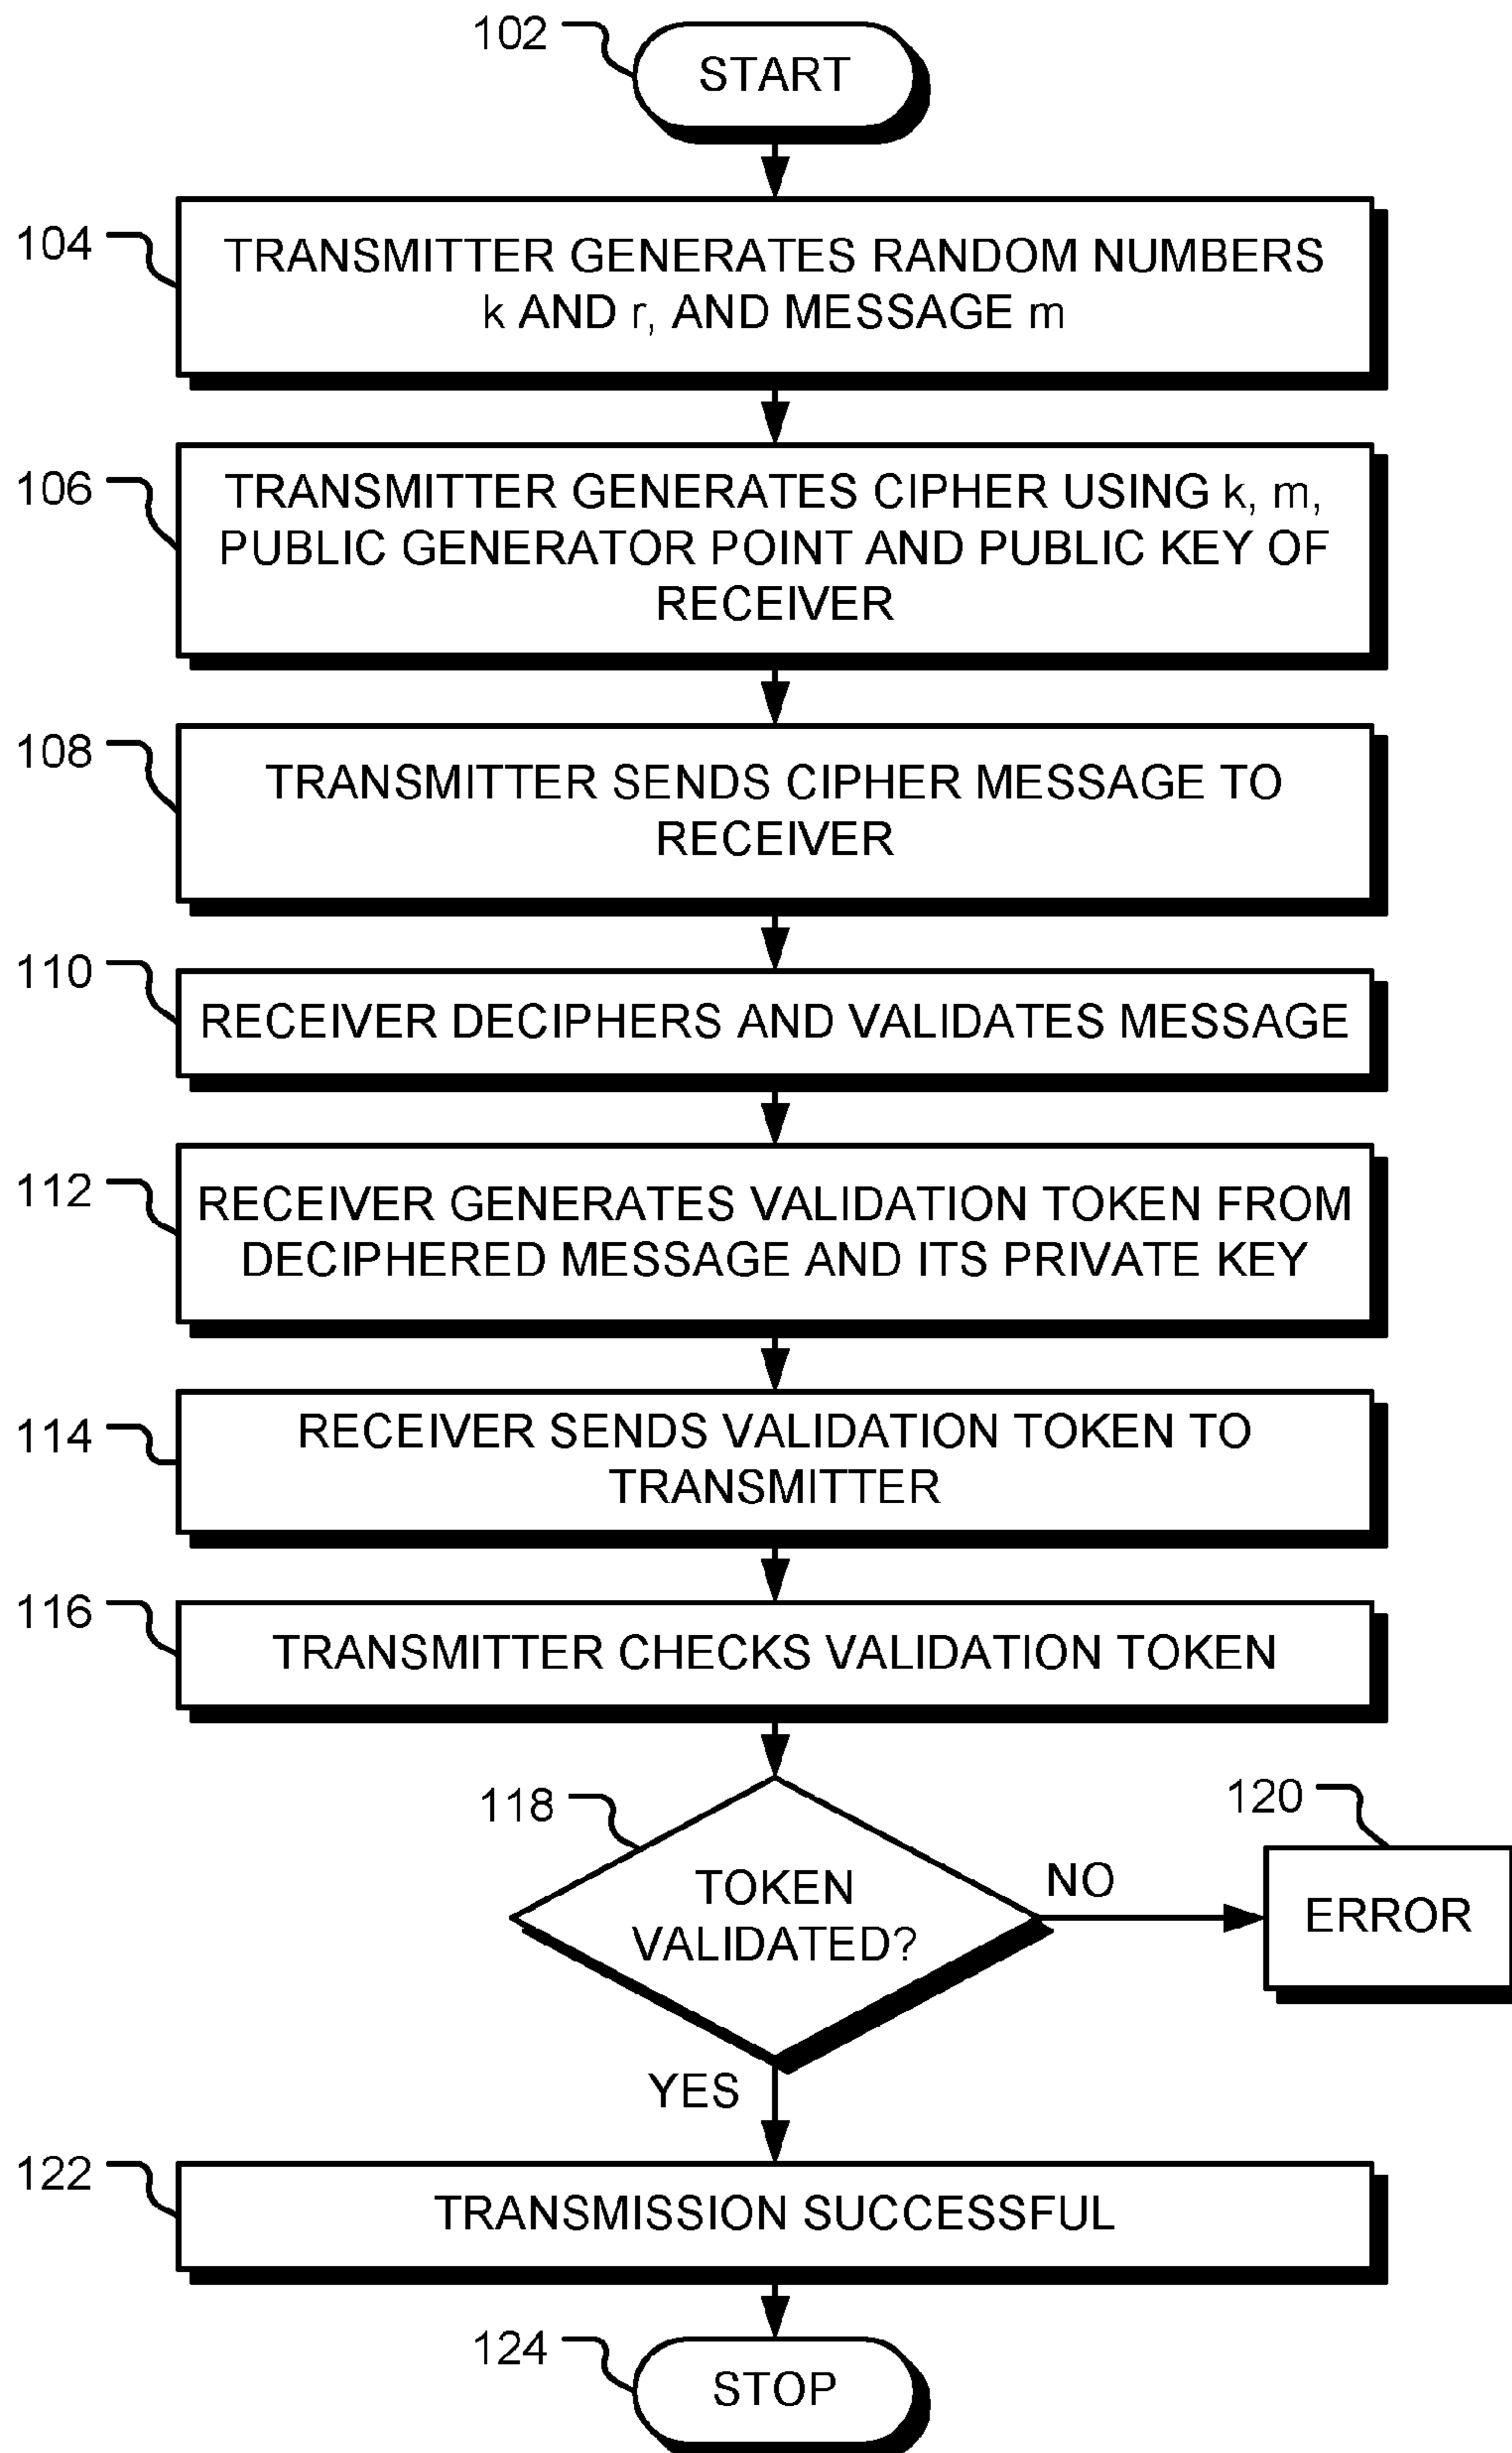 102
START
104
TRANSMITTER GENERATES RANDOM NUMBERS
k AND r, AND MESSAGE m
106
TRANSMITTER GENERATES CIPHER USING k, m,
PUBLIC GENERATOR POINT AND PUBLIC KEY OF
RECEIVER
108
TRANSMITTER SENDS CIPHER MESSAGE TO
RECEIVER
110
RECEIVER DECIPHERS AND VALIDATES MESSAGE
112
RECEIVER GENERATES VALIDATION TOKEN FROM
DECIPHERED MESSAGE AND ITS PRIVATE KEY
114
RECEIVER SENDS VALIDATION TOKEN TO
TRANSMITTER
116
TRANSMITTER CHECKS VALIDATION TOKEN
118
TOKEN
VALIDATED?
NO
120
ERROR
YES
122
TRANSMISSION SUCCESSFUL
124
STOP